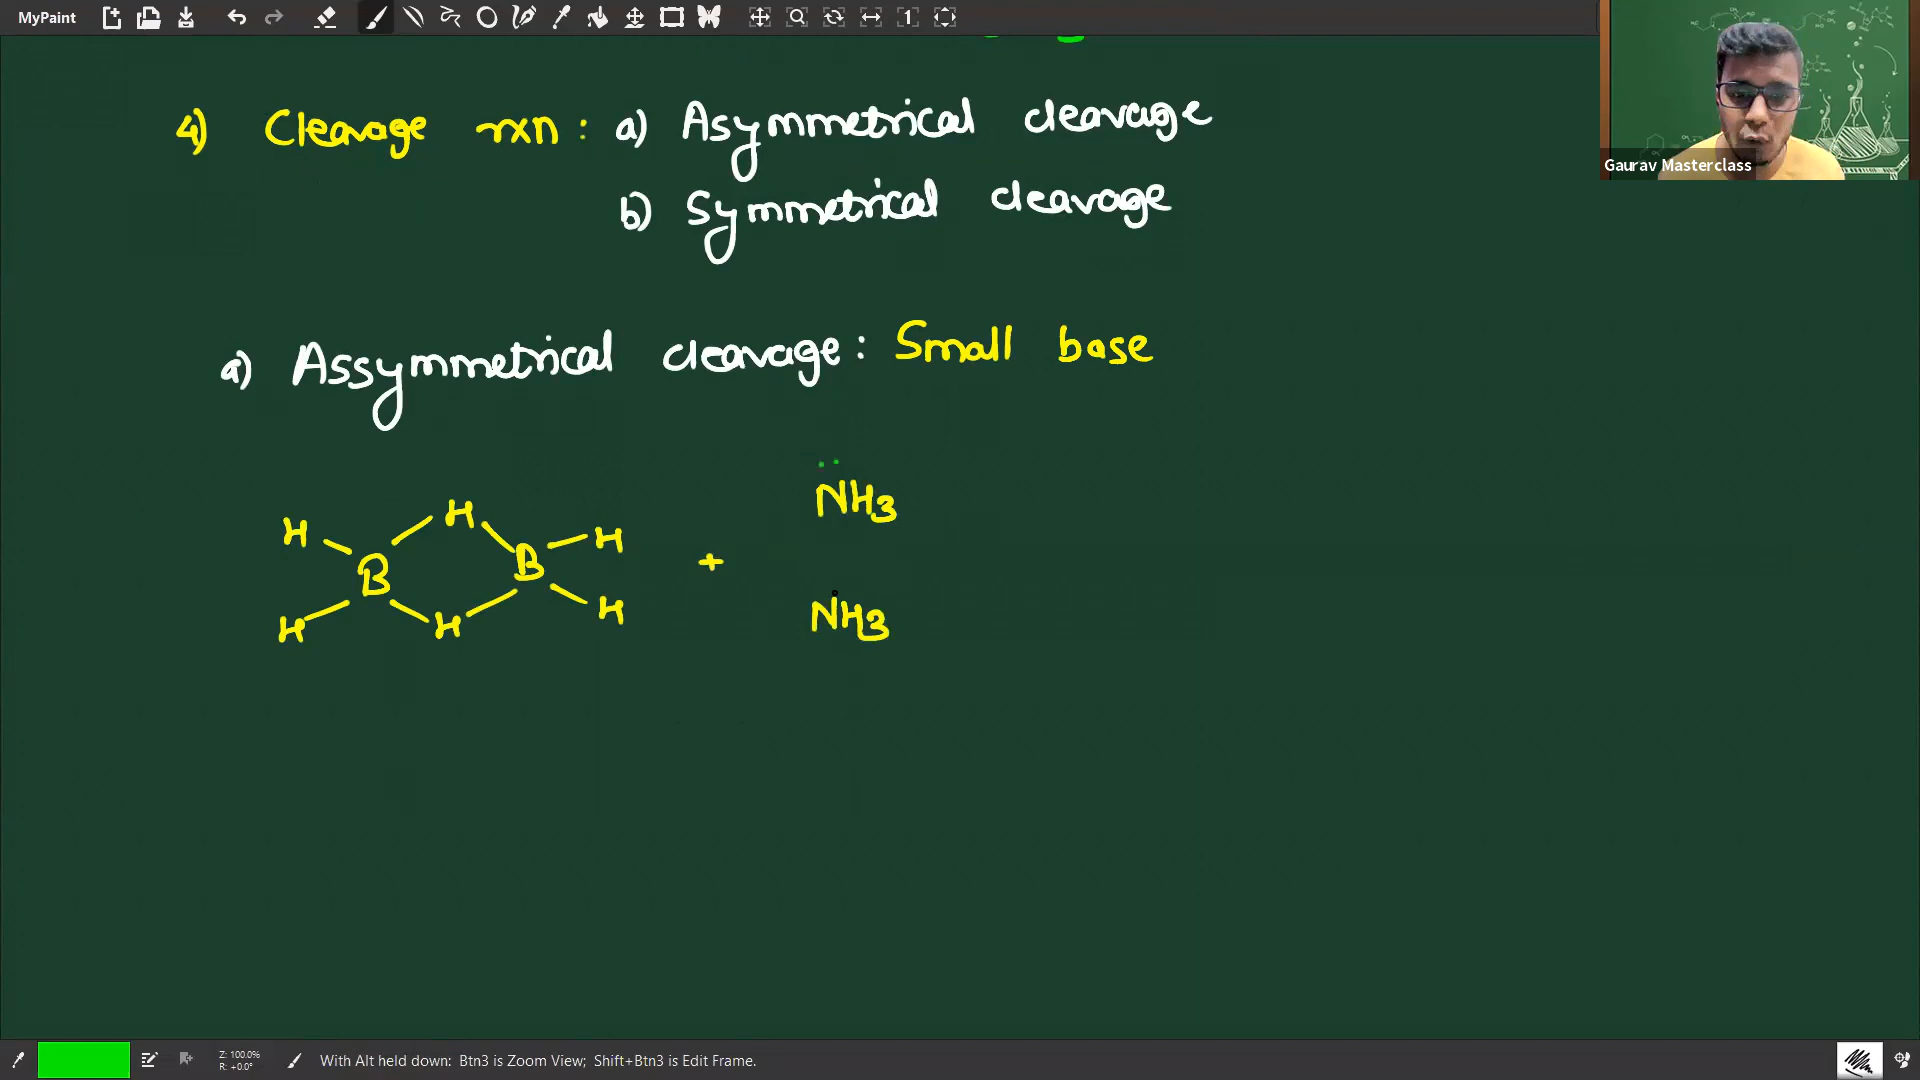 MyPaint
Gaurav Masterclass
4) Cleavage rxn : a) Asymmetrical cleavage
b) Symmetrical cleavage
a) Assymmetrical cleavage : Small base
NH3
H H H
B B +
H H H
NH3
Z: 100.0%
R: +0.0°
With Alt held down: Btn3 is Zoom View; Shift+Btn3 is Edit Frame.